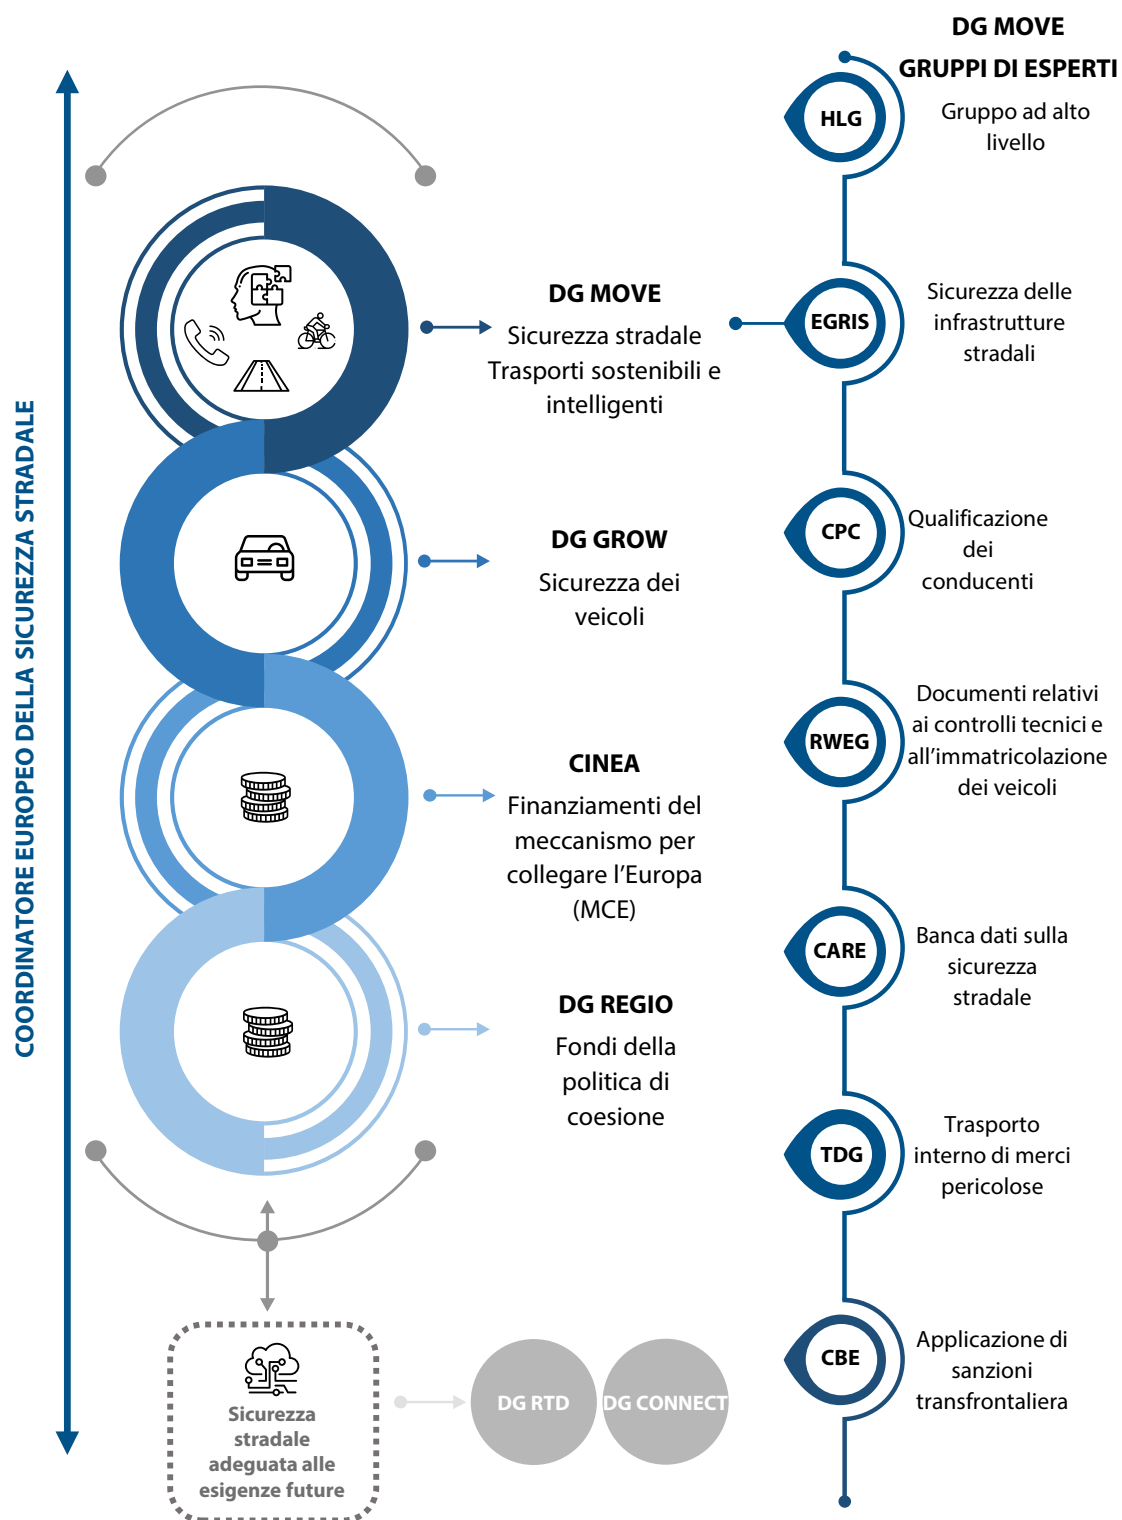 COORDINATORE EUROPEO DELLA SICUREZZA STRADALE
DG MOVE
Sicurezza stradale
Trasporti sostenibili e
intelligenti
DG GROW
Sicurezza dei
veicoli
CINEA
Finanziamenti del
meccanismo per
collegare l’Europa
(MCE)
DG REGIO
Fondi della
politica di
coesione
Sicurezza
stradale
adeguata alle
esigenze future
DG RTD
DG CONNECT
DG MOVE
GRUPPI DI ESPERTI
HLG
Gruppo ad alto
livello
EGRIS
Sicurezza delle
infrastrutture
stradali
CPC
Qualificazione
dei
conducenti
RWEG
Documenti relativi
ai controlli tecnici e
all’immatricolazione
dei veicoli
CARE
Banca dati sulla
sicurezza
stradale
TDG
Trasporto
interno di merci
pericolose
CBE
Applicazione di
sanzioni
transfrontaliera